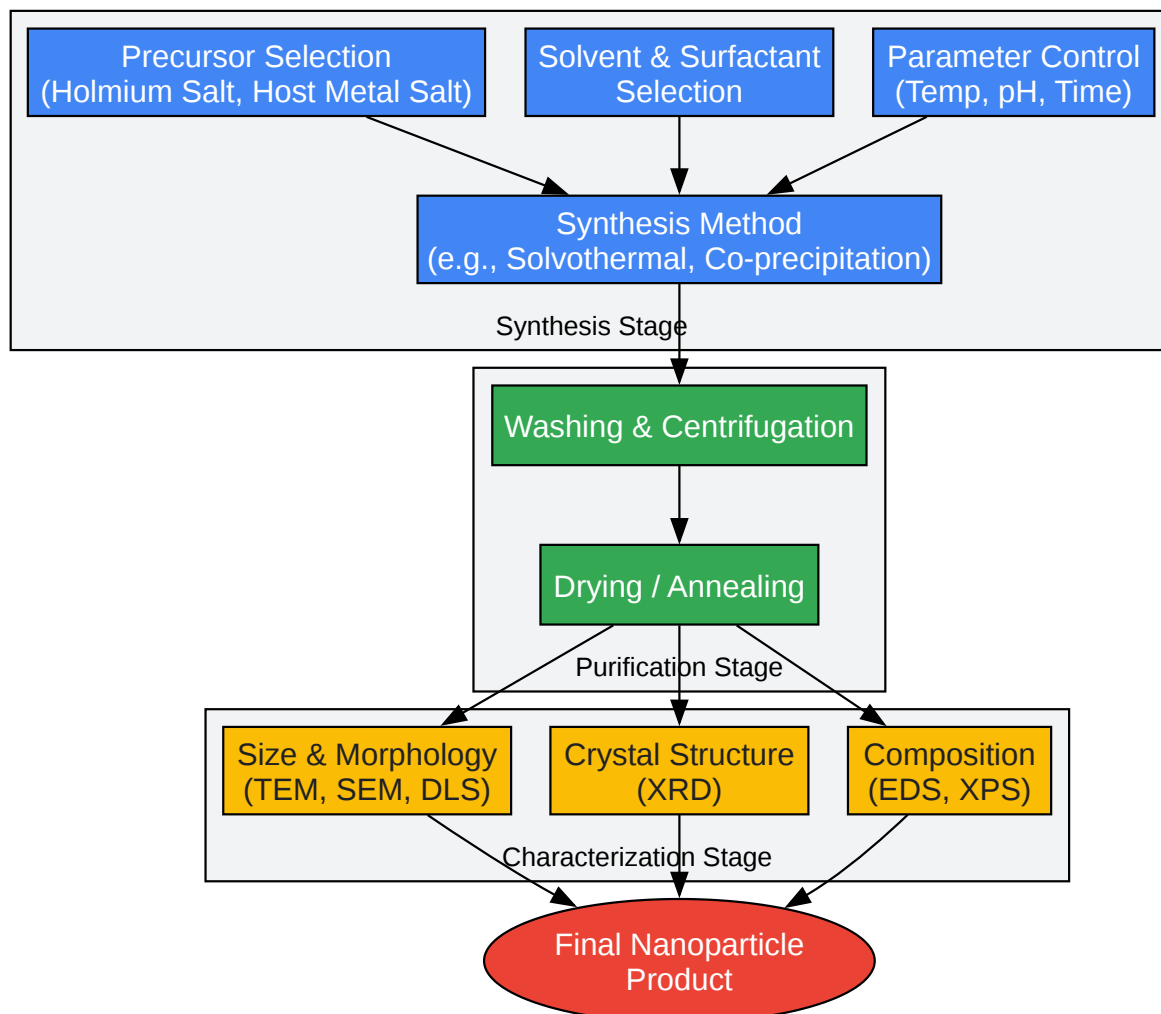 Precursor Selection
(Holmium Salt, Host Metal Salt)
Solvent & Surfactant
Selection
Parameter Control
(Temp, pH, Time)
Synthesis Method
(e.g., Solvothermal, Co-precipitation)
Synthesis Stage
Washing & Centrifugation
Drying / Annealing
Purification Stage
Size & Morphology
(TEM, SEM, DLS)
Crystal Structure
(XRD)
Composition
(EDS, XPS)
Characterization Stage
Final Nanoparticle
Product